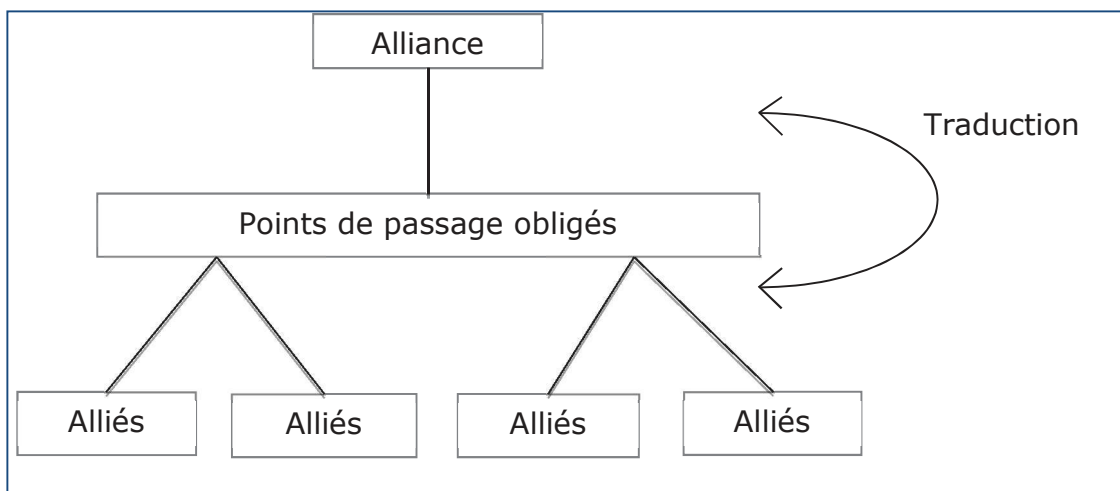 Alliance
Traduction
Points de passage obligés
Alliés
Alliés
Alliés
Alliés